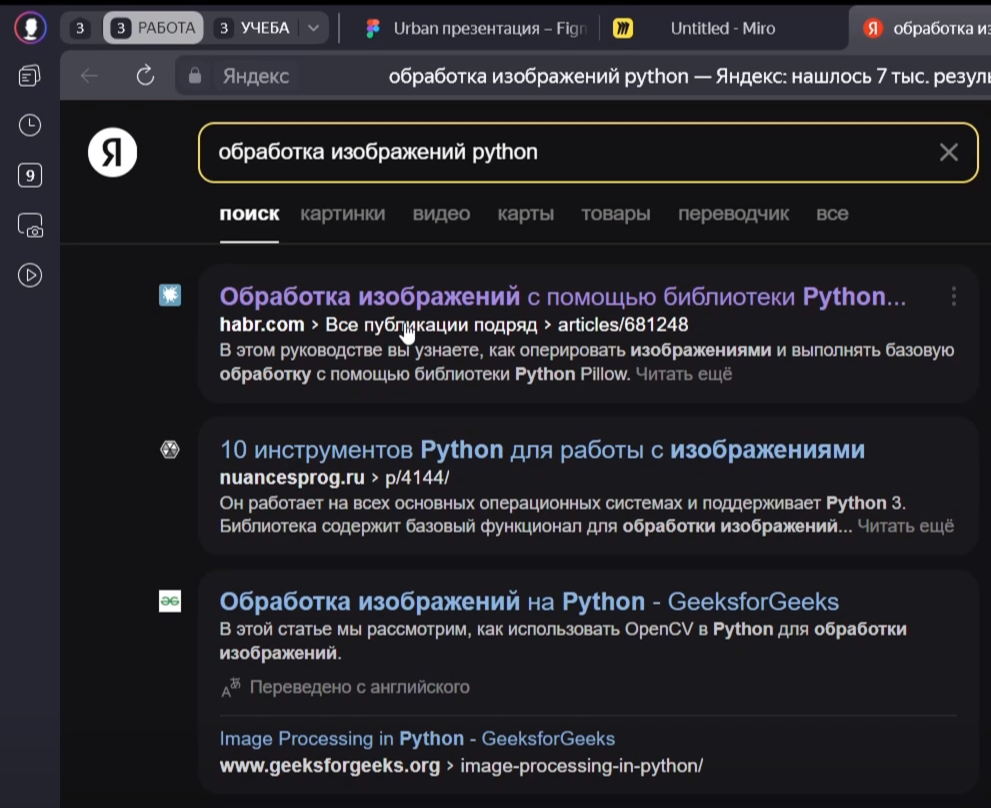 3 3 РАБОТА 3 УЧЕБА Urban презентация – Fign Untitled - Miro Я обработка из
Яндекс обработка изображений python — Яндекс: нашлось 7 тыс. резуль
Я обработка изображений python
поиск картинки видео карты товары переводчик все
9
Обработка изображений с помощью библиотеки Python...
habr.com › Все публикации подряд › articles/681248
В этом руководстве вы узнаете, как оперировать изображениями и выполнять базовую
обработку с помощью библиотеки Python Pillow. Читать ещё
10 инструментов Python для работы с изображениями
nuancesprog.ru › p/4144/
Он работает на всех основных операционных системах и поддерживает Python 3.
Библиотека содержит базовый функционал для обработки изображений... Читать ещё
Обработка изображений на Python - GeeksforGeeks
В этой статье мы рассмотрим, как использовать OpenCV в Python для обработки
изображений.
Переведено с английского
Image Processing in Python - GeeksforGeeks
www.geeksforgeeks.org › image-processing-in-python/